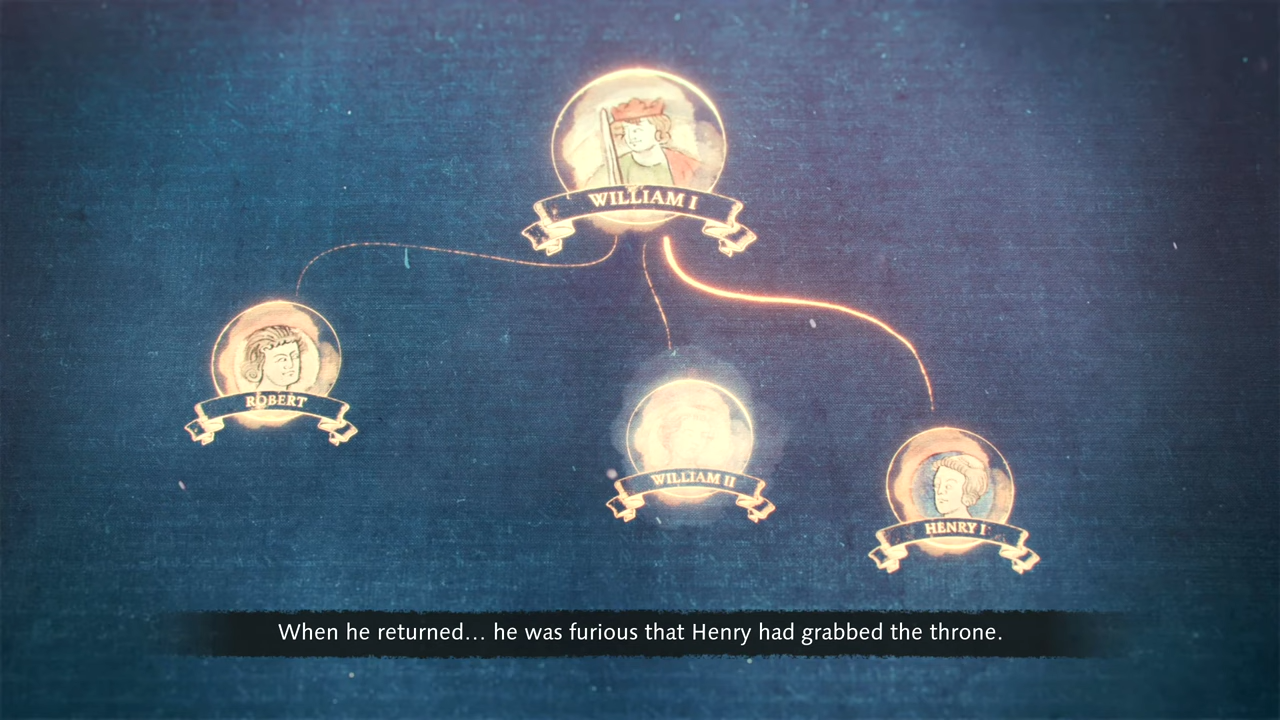 WILLIAM I
ROBERT
WILLIAM II
HENRY I
When he returned... he was furious that Henry had grabbed the throne.